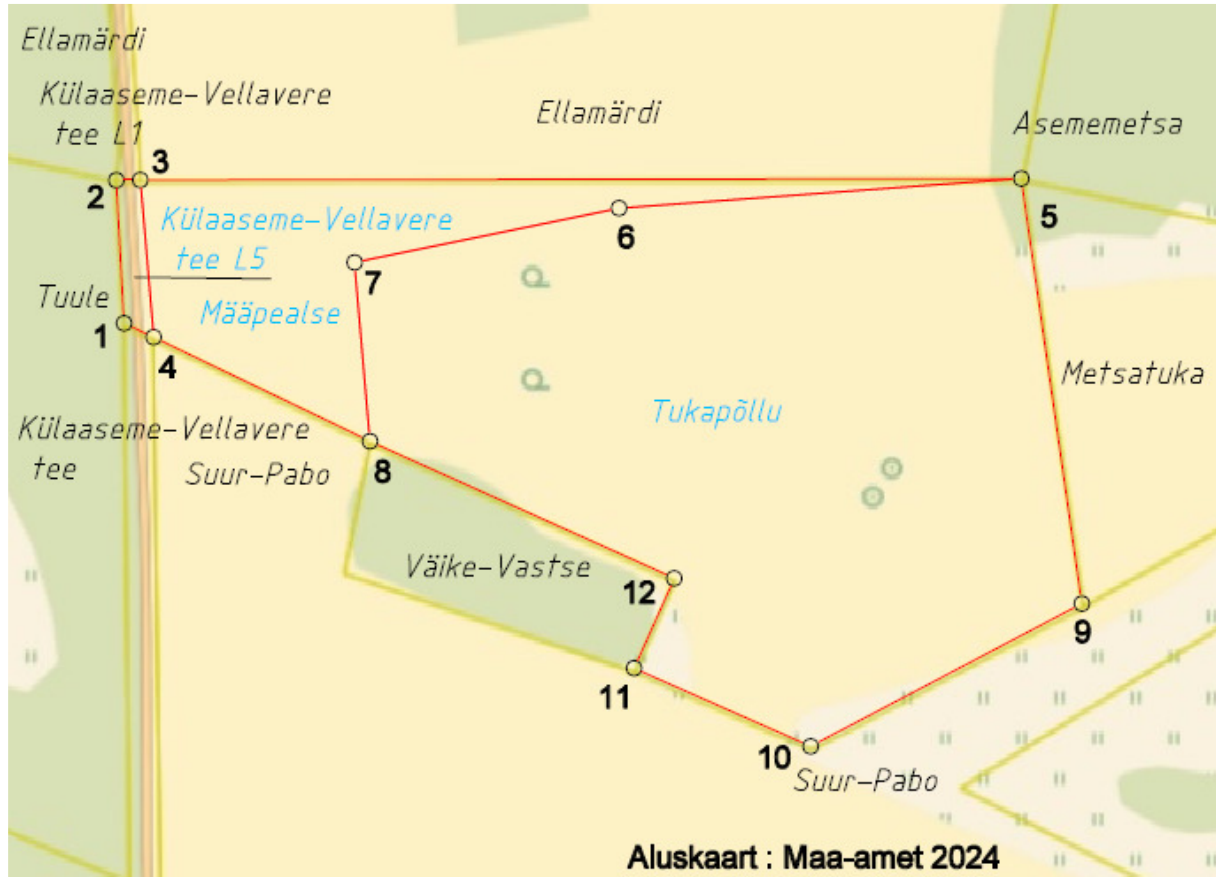 Ellamärdi
Külaaseme-Vellavere
tee L1
Ellamärdi
Asememetsa
2
3
5
Külaaseme-Vellavere
tee L5
6
7
Tuule
1
Määpealse
4
Metsatuka
Tukapõllu
Külaaseme-Vellavere
tee
Suur-Pabo
8
Väike-Vastse
12
9
11
10
Suur-Pabo
Aluskaart : Maa-amet 2024